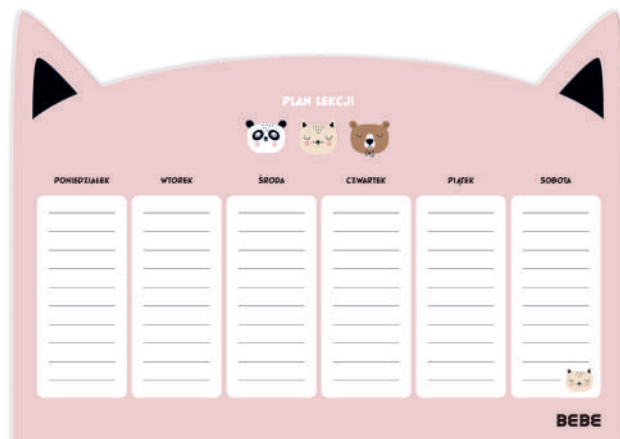 PLAN LEKCJI
PONIEDZIAŁEK WTOREK ŚRODA CZWARTEK PIĄTEK SOBOTA
BEBE